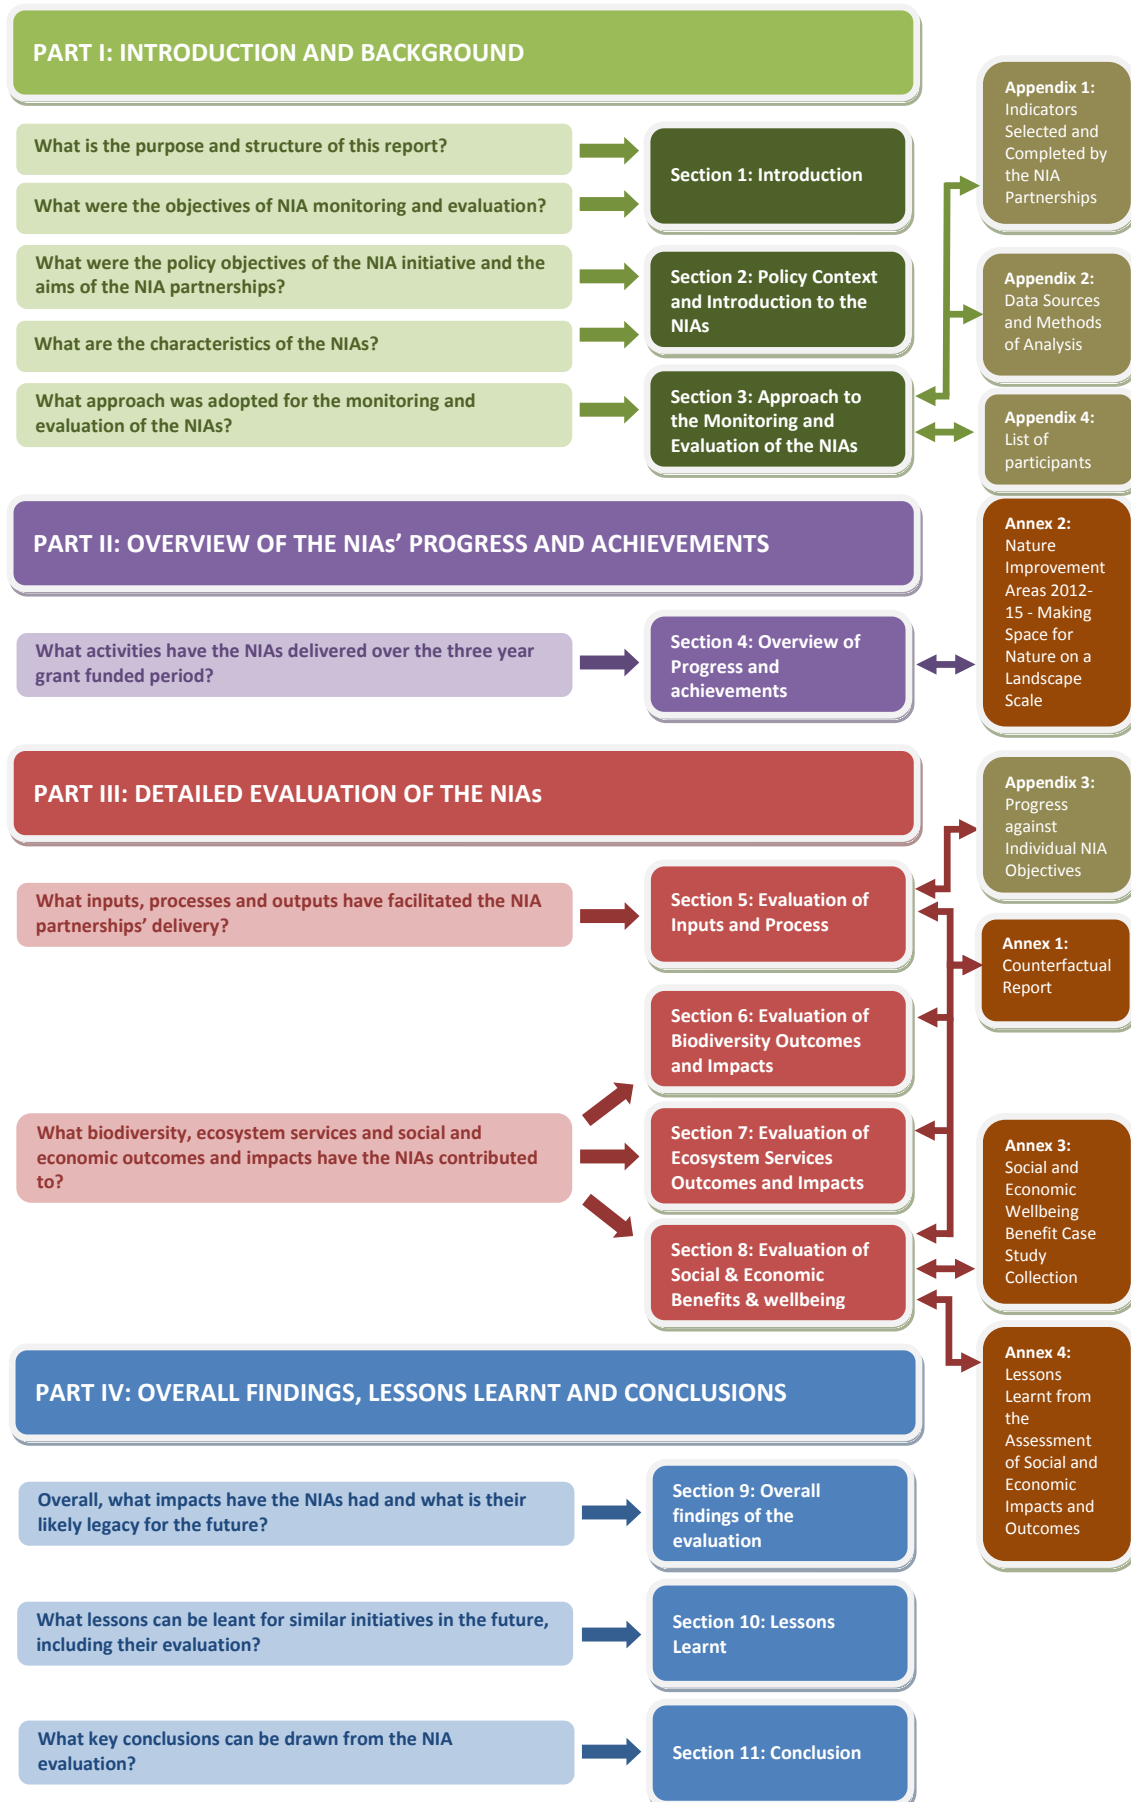 PART I: INTRODUCTION AND BACKGROUND
What is the purpose and structure of this report?
What were the objectives of NIA monitoring and evaluation?
Section 1: Introduction
What were the policy objectives of the NIA initiative and the
aims of the NIA partnerships?
What are the characteristics of the NIAs?
Section 2: Policy Context
and Introduction to the
NIAs
What approach was adopted for the monitoring and
evaluation of the NIAs?
Section 3: Approach to
the Monitoring and
Evaluation of the NIAs
Appendix 1:
Indicators
Selected and
Completed by
the NIA
Partnerships
Appendix 2:
Data Sources
and Methods
of Analysis
Appendix 4:
List of
participants
PART II: OVERVIEW OF THE NIAs’ PROGRESS AND ACHIEVEMENTS
What activities have the NIAs delivered over the three year
grant funded period?
Section 4: Overview of
Progress and
achievements
Annex 2:
Nature
Improvement
Areas 2012-
15 - Making
Space for
Nature on a
Landscape
Scale
PART III: DETAILED EVALUATION OF THE NIAs
What inputs, processes and outputs have facilitated the NIA
partnerships’ delivery?
Section 5: Evaluation of
Inputs and Process
Appendix 3:
Progress
against
Individual NIA
Objectives
Annex 1:
Counterfactual
Report
What biodiversity, ecosystem services and social and
economic outcomes and impacts have the NIAs contributed
to?
Section 6: Evaluation of
Biodiversity Outcomes
and Impacts
Section 7: Evaluation of
Ecosystem Services
Outcomes and Impacts
Section 8: Evaluation of
Social & Economic
Benefits & wellbeing
Annex 3:
Social and
Economic
Wellbeing
Benefit Case
Study
Collection
Annex 4:
Lessons
Learnt from
the
Assessment
of Social and
Economic
Impacts and
Outcomes
PART IV: OVERALL FINDINGS, LESSONS LEARNT AND CONCLUSIONS
Overall, what impacts have the NIAs had and what is their
likely legacy for the future?
Section 9: Overall
findings of the
evaluation
What lessons can be leant for similar initiatives in the future,
including their evaluation?
Section 10: Lessons
Learnt
What key conclusions can be drawn from the NIA
evaluation?
Section 11: Conclusion